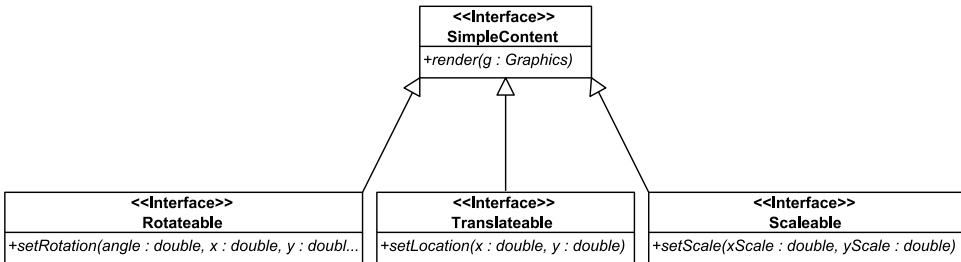 <<Interface>>
SimpleContent
+render(g : Graphics)
<<Interface>>
Rotateable
+setRotation(angle : double, x : double, y : doubl...
<<Interface>>
Translateable
+setLocation(x : double, y : double)
<<Interface>>
Scaleable
+setScale(xScale : double, yScale : double)